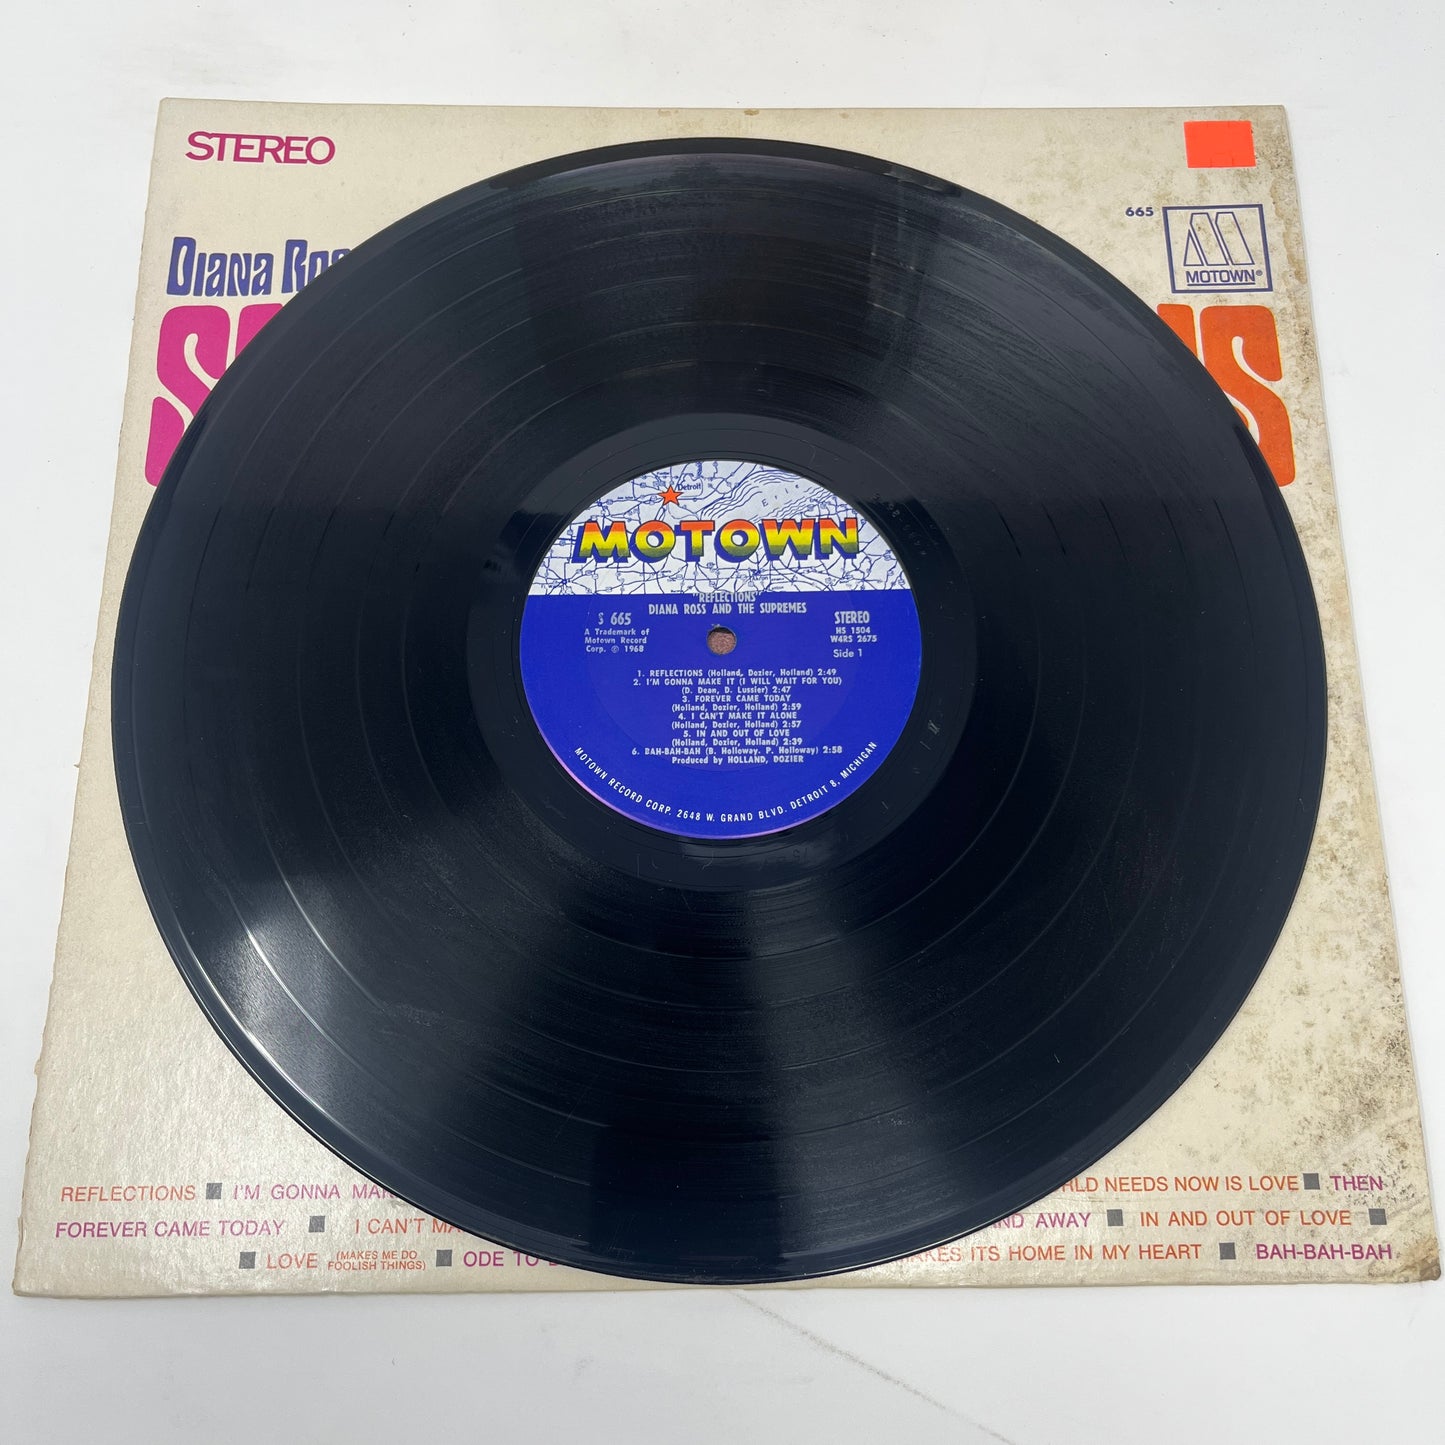 STEREO
665
MOTOWN®
DIANA
Detroit
Erie
MOTOWN
"REFLECTIONS"
DIANA ROSS AND THE SUPREMES
S 665
A Trademark of
Motown Record
Corp. ℗ 1968
STEREO
HS 1504
W4RS 2675
Side 1
1. REFLECTIONS (Holland, Dozier, Holland) 2:49
2. I'M GONNA MAKE IT (I WILL WAIT FOR YOU)
(D. Dean, D. Lussier) 2:47
3. FOREVER CAME TODAY
(Holland, Dozier, Holland) 2:59
4. I CAN'T MAKE IT ALONE
(Holland, Dozier, Holland) 2:57
5. IN AND OUT OF LOVE
(Holland, Dozier, Holland) 2:39
6. BAH-BAH-BAH (B. Holloway, P. Holloway) 2:58
Produced by HOLLAND, DOZIER
MOTOWN RECORD CORP. 2648 W. GRAND BLVD. DETROIT 8, MICHIGAN
REFLECTIONS ■ I'M GONNA NEEDS NOW IS LOVE ■ THEN
FOREVER CAME TODAY ■ I CAN'T AND AWAY ■ IN AND OUT OF LOVE ■
■ LOVE (MAKES ME DO FOOLISH THINGS) ■ ODE TO ITS HOME IN MY HEART ■ BAH-BAH-BAH